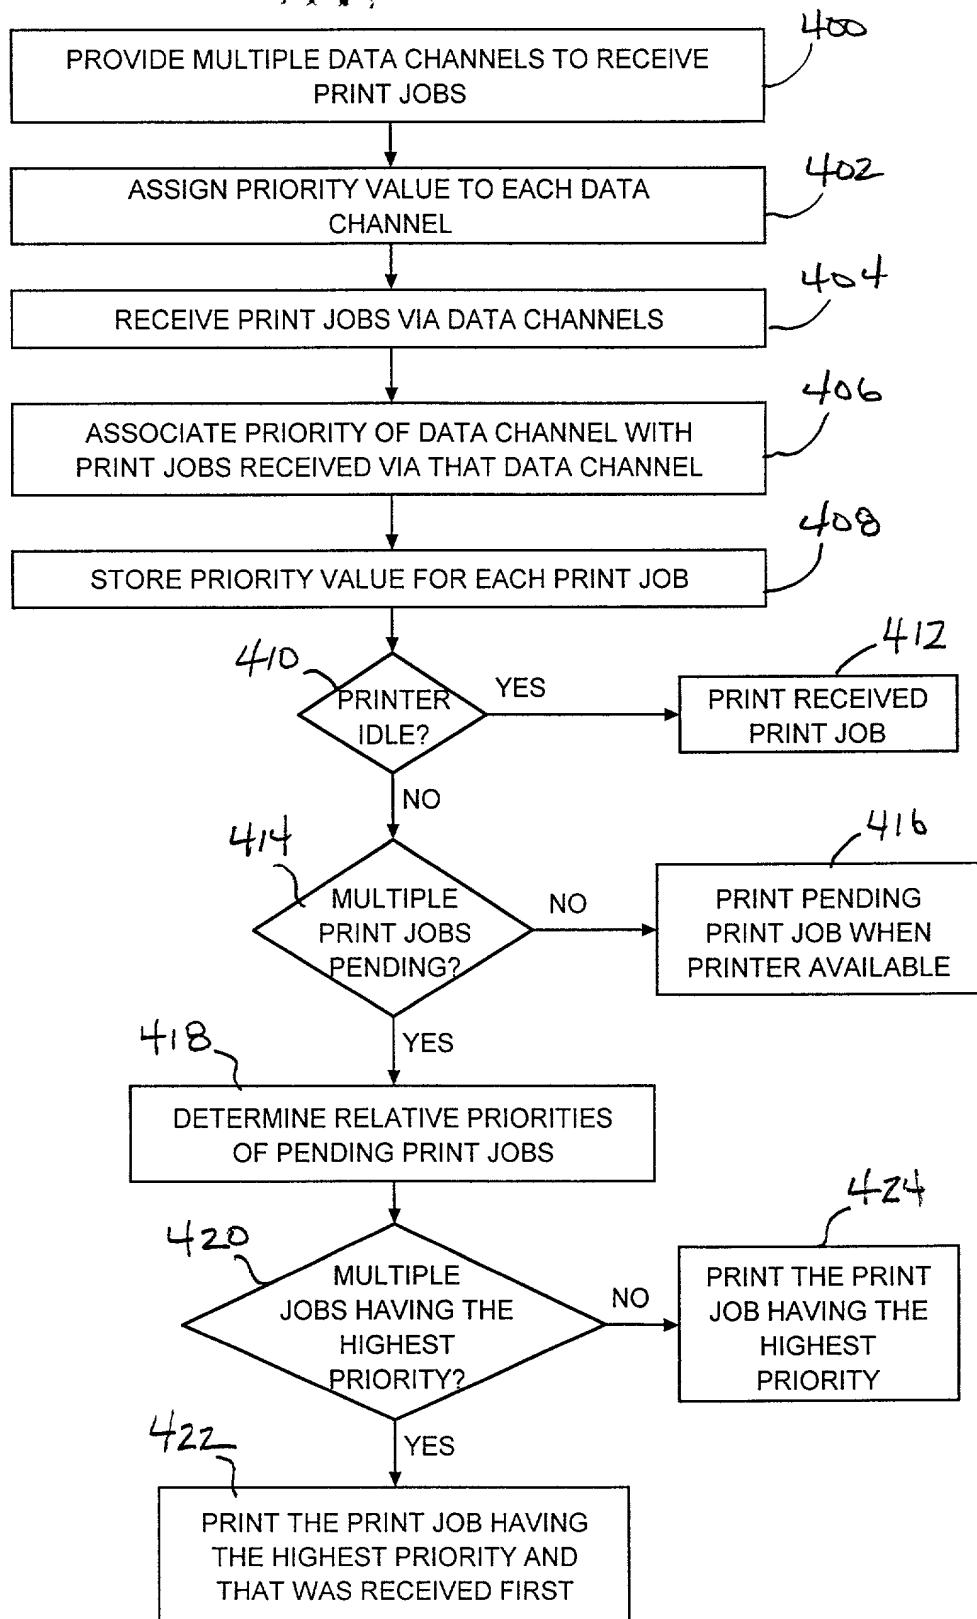 400
PROVIDE MULTIPLE DATA CHANNELS TO RECEIVE
PRINT JOBS
402
ASSIGN PRIORITY VALUE TO EACH DATA
CHANNEL
404
RECEIVE PRINT JOBS VIA DATA CHANNELS
406
ASSOCIATE PRIORITY OF DATA CHANNEL WITH
PRINT JOBS RECEIVED VIA THAT DATA CHANNEL
408
STORE PRIORITY VALUE FOR EACH PRINT JOB
410
PRINTER
IDLE?
YES
412
PRINT RECEIVED
PRINT JOB
NO
414
MULTIPLE
PRINT JOBS
PENDING?
NO
416
PRINT PENDING
PRINT JOB WHEN
PRINTER AVAILABLE
YES
418
DETERMINE RELATIVE PRIORITIES
OF PENDING PRINT JOBS
420
MULTIPLE
JOBS HAVING THE
HIGHEST
PRIORITY?
NO
424
PRINT THE PRINT
JOB HAVING THE
HIGHEST
PRIORITY
YES
422
PRINT THE PRINT JOB HAVING
THE HIGHEST PRIORITY AND
THAT WAS RECEIVED FIRST